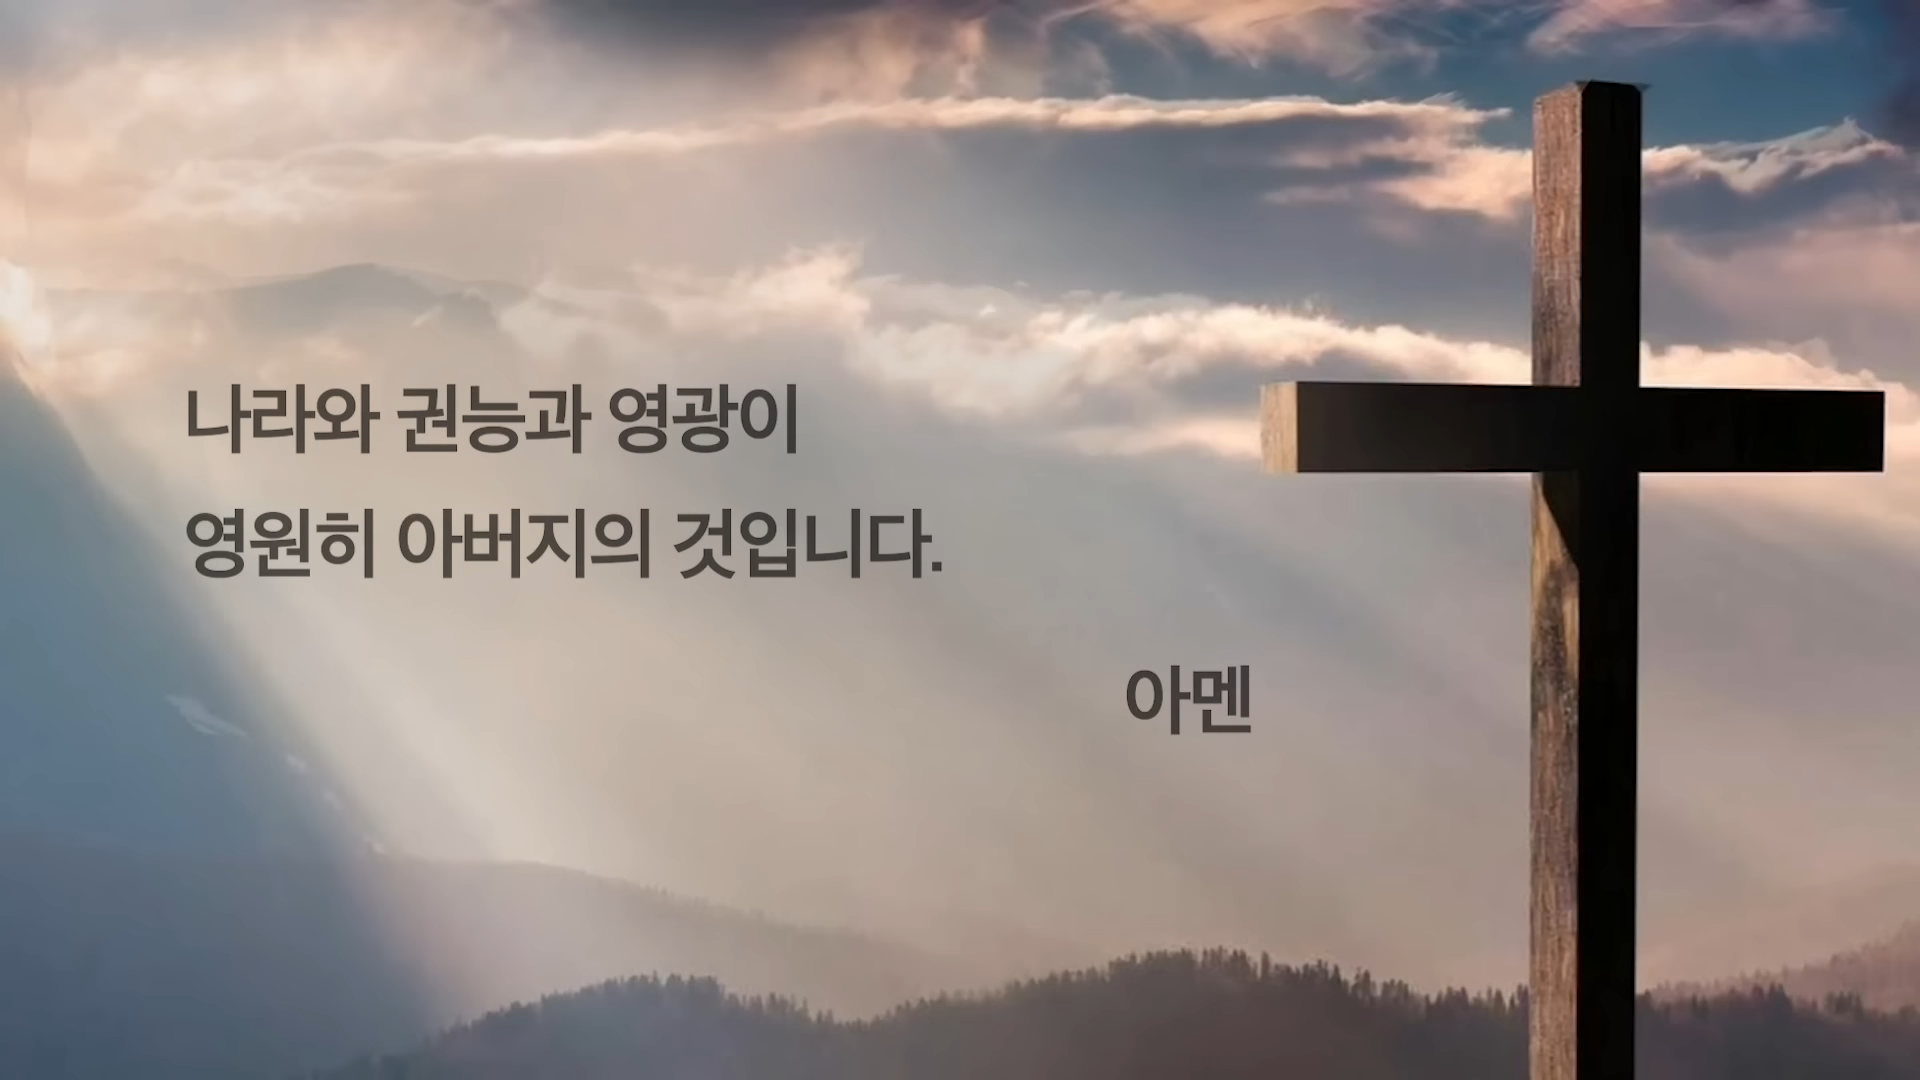 나라와 권능과 영광이
영원히 아버지의 것입니다.
아멘